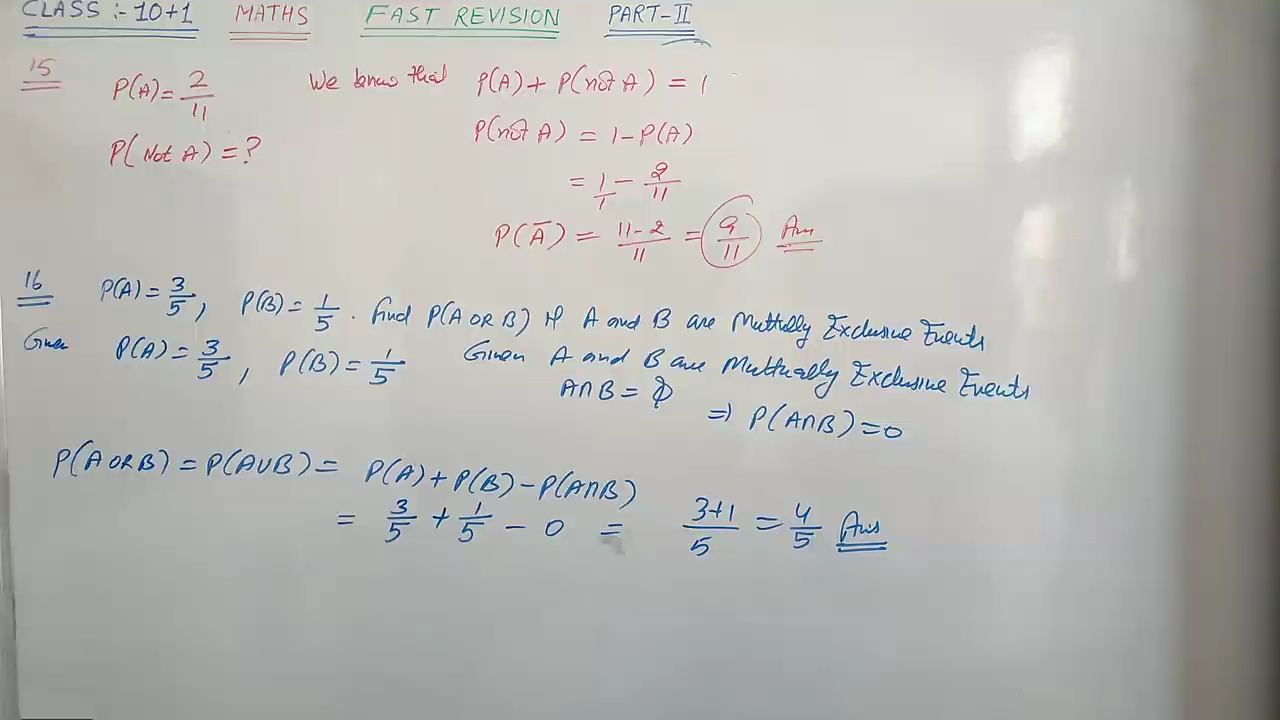 CLASS :- 10+1 MATHS FAST REVISION PART-II
15 P(A) = 2/11 We know that P(A) + P(not A) = 1
P(Not A) = ? P(not A) = 1 - P(A)
= 1/1 - 2/11
P(Ā) = 11-2/11 = 9/11 Ans
16 P(A) = 3/5, P(B) = 1/5. Find P(A OR B) if A and B are Muttally Exclusive Events
Given P(A) = 3/5, P(B) = 1/5 Given A and B are Muttually Exclusive Events
A∩B = ϕ ⇒ P(A∩B) = 0
P(A OR B) = P(A∪B) = P(A) + P(B) - P(A∩B)
= 3/5 + 1/5 - 0 = 3+1/5 = 4/5 Ans